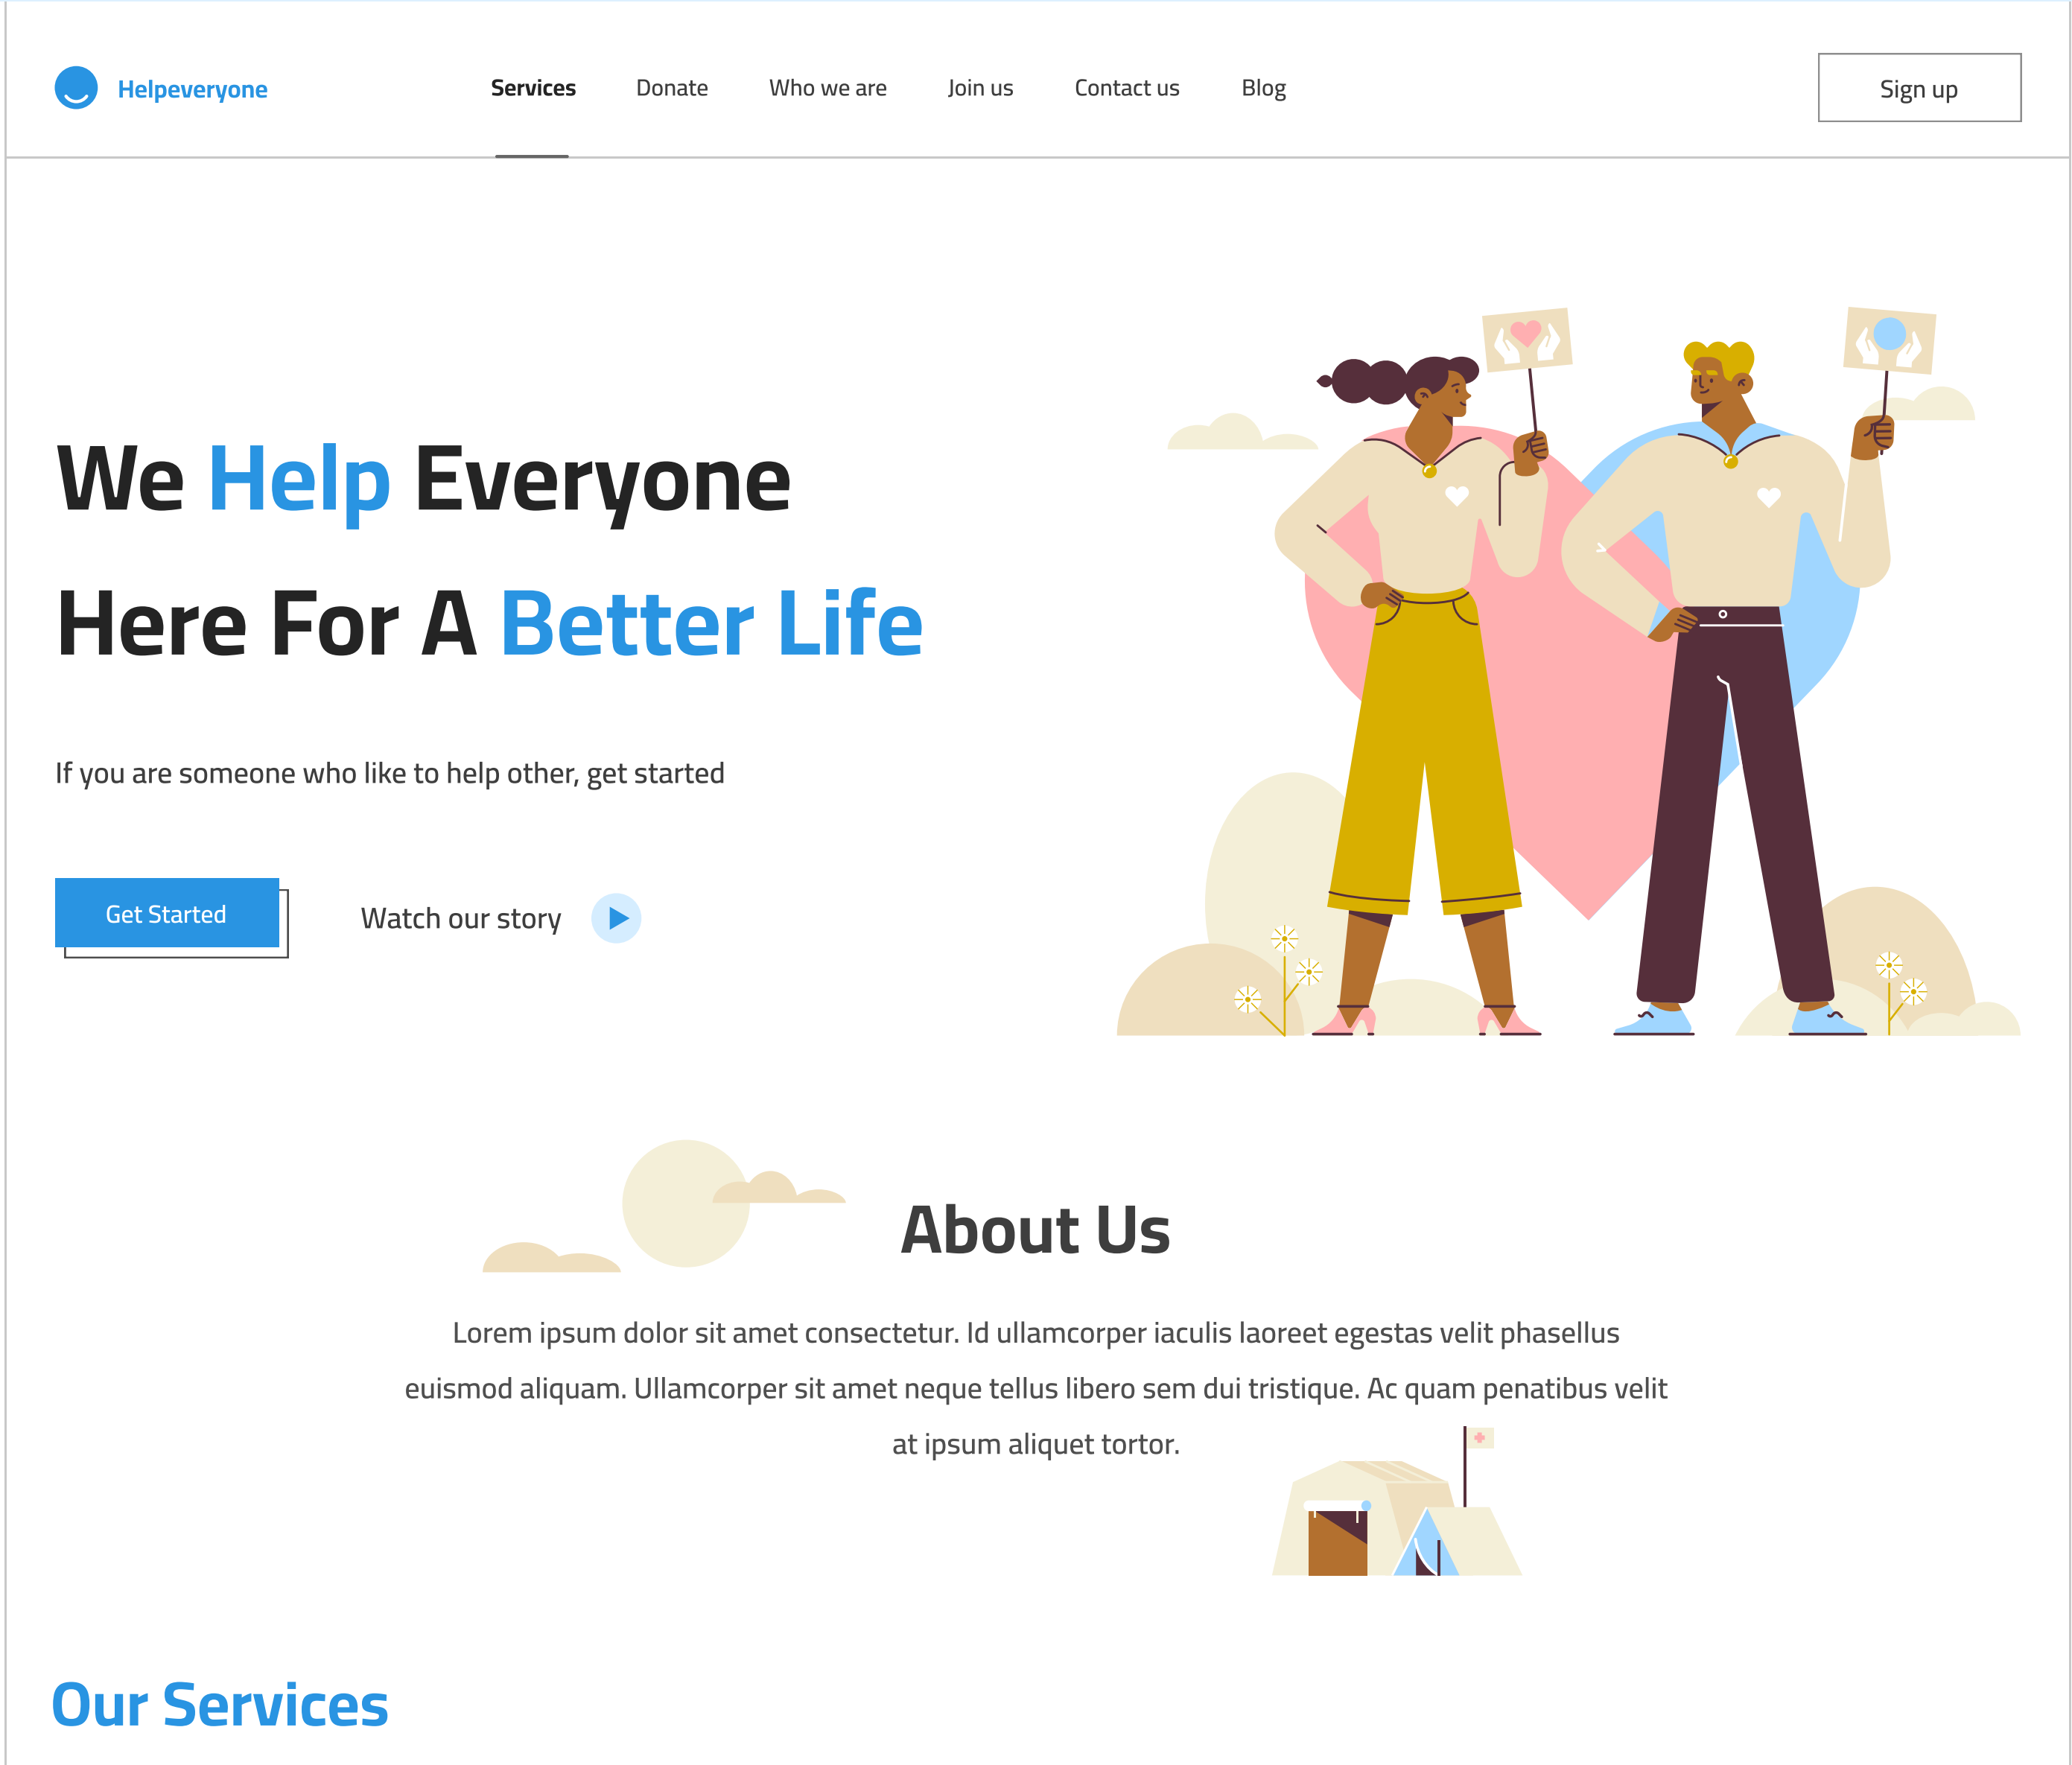 Helpeveryone
Services
Donate
Who we are
Join us
Contact us
Blog
Sign up
We Help Everyone
Here For A Better Life
If you are someone who like to help other, get started
Get Started
Watch our story
About Us
Lorem ipsum dolor sit amet consectetur. Id ullamcorper iaculis laoreet egestas velit phasellus
euismod aliquam. Ullamcorper sit amet neque tellus libero sem dui tristique. Ac quam penatibus velit
at ipsum aliquet tortor.
Our Services